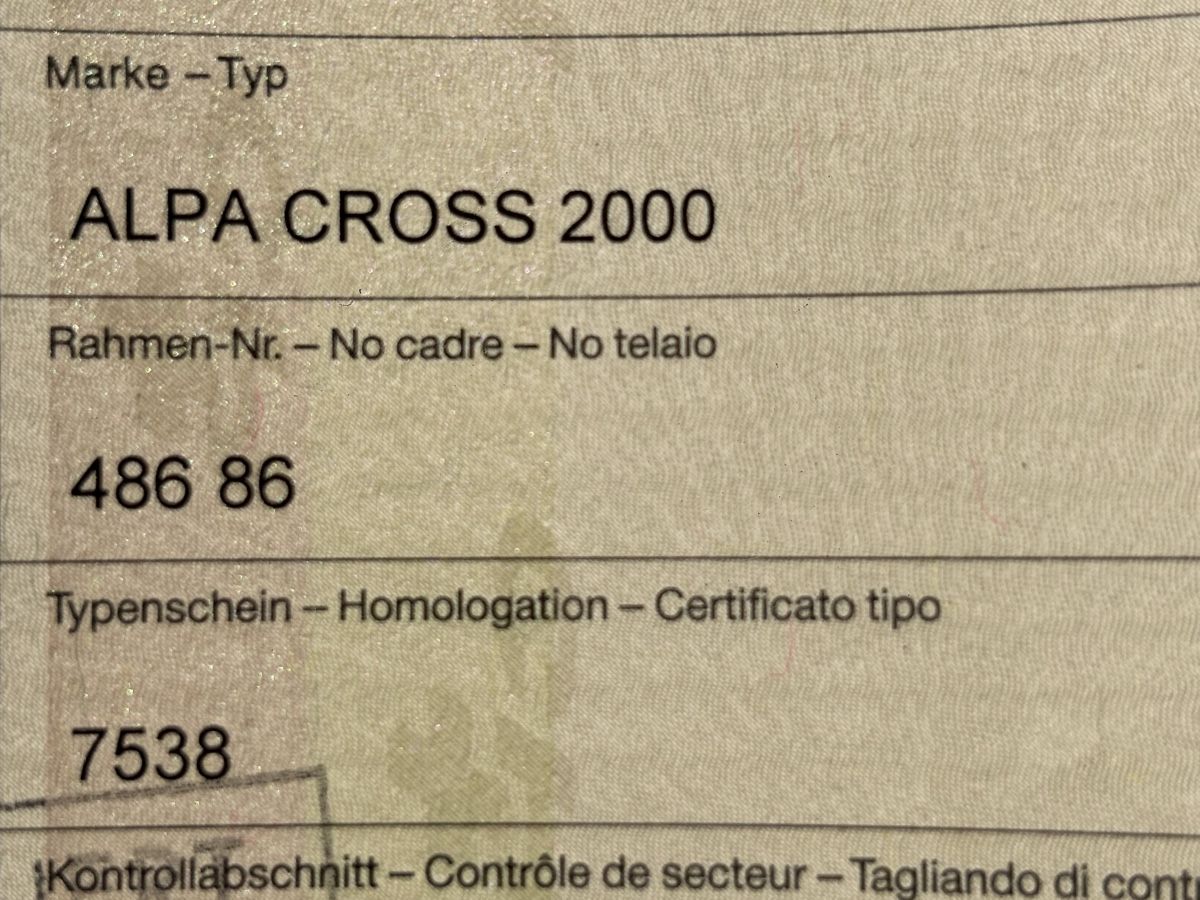 Marke – Typ
ALPA CROSS 2000
Rahmen-Nr. – No cadre – No telaio
486 86
Typenschein – Homologation – Certificato tipo
7538
Kontrollabschnitt – Contrôle de secteur – Tagliando di